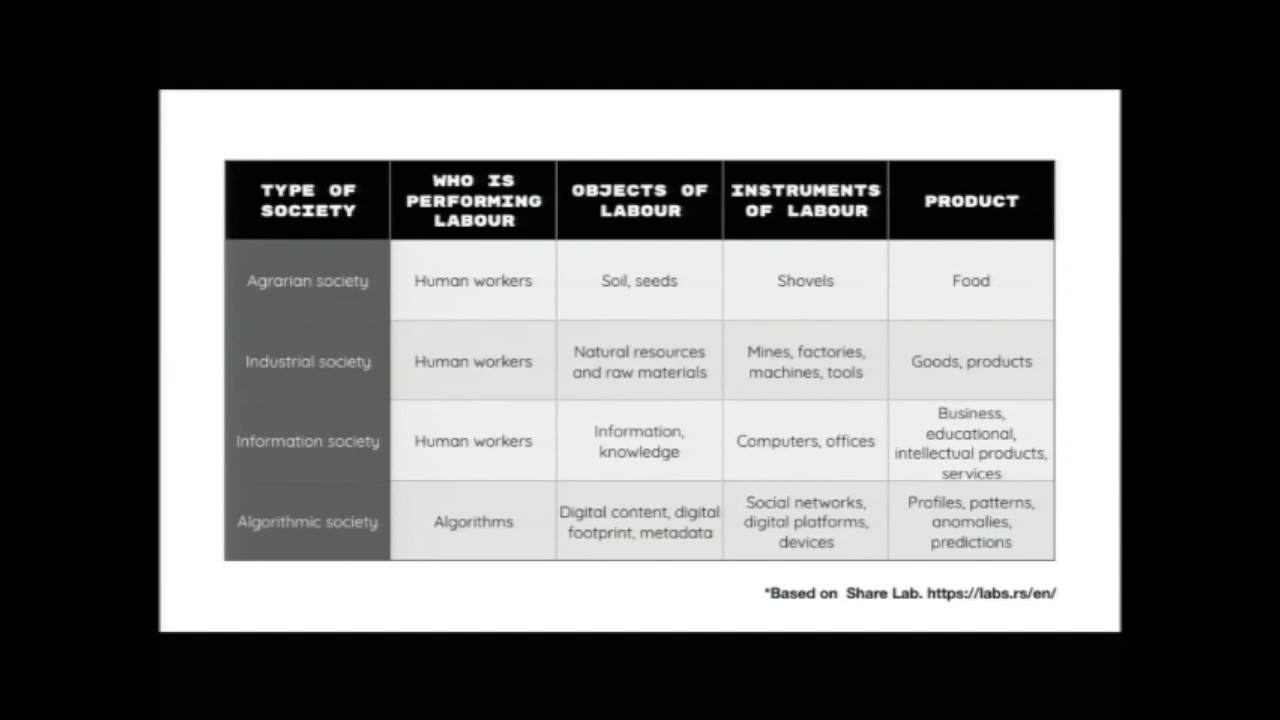 TYPE OF
SOCIETY
WHO IS
PERFORMING
LABOUR
OBJECTS OF
LABOUR
INSTRUMENTS
OF LABOUR
PRODUCT
Agrarian society
Human workers
Soil, seeds
Shovels
Food
Industrial society
Human workers
Natural resources
and raw materials
Mines, factories,
machines, tools
Goods, products
Information society
Human workers
Information,
knowledge
Computers, offices
Business,
educational,
intellectual products,
services
Algorithmic society
Algorithms
Digital content, digital
footprint, metadata
Social networks,
digital platforms,
devices
Profiles, patterns,
anomalies,
predictions
*Based on Share Lab. https://labs.rs/en/